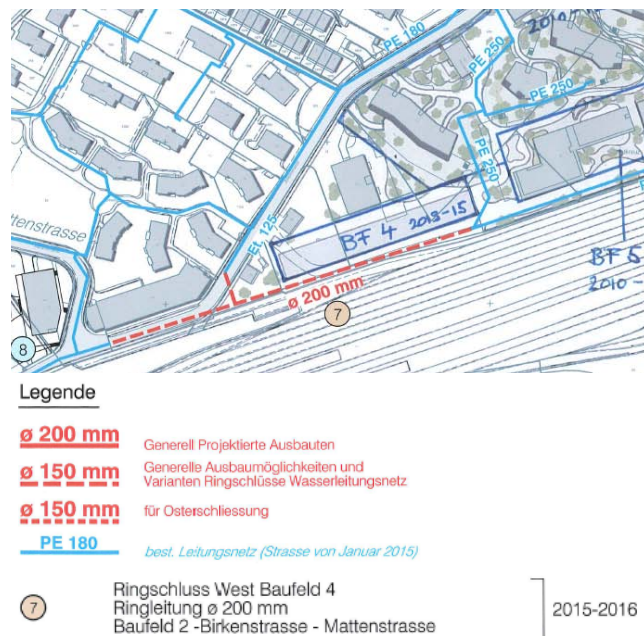 2010-
PE 180
PE 250
PE 250
PE 250
EL 125
BF 4 2013-15
BF 5
2010-
ttenstrasse
ø 200 mm
7
8
Legende
ø 200 mm Generell Projektierte Ausbauten
ø 150 mm Generelle Ausbaumöglichkeiten und
Varianten Ringschlüsse Wasserleitungsnetz
ø 150 mm für Osterschliessung
PE 180 best. Leitungsnetz (Strasse von Januar 2015)
7 Ringschluss West Baufeld 4
Ringleitung ø 200 mm 2015-2016
Baufeld 2 -Birkenstrasse - Mattenstrasse